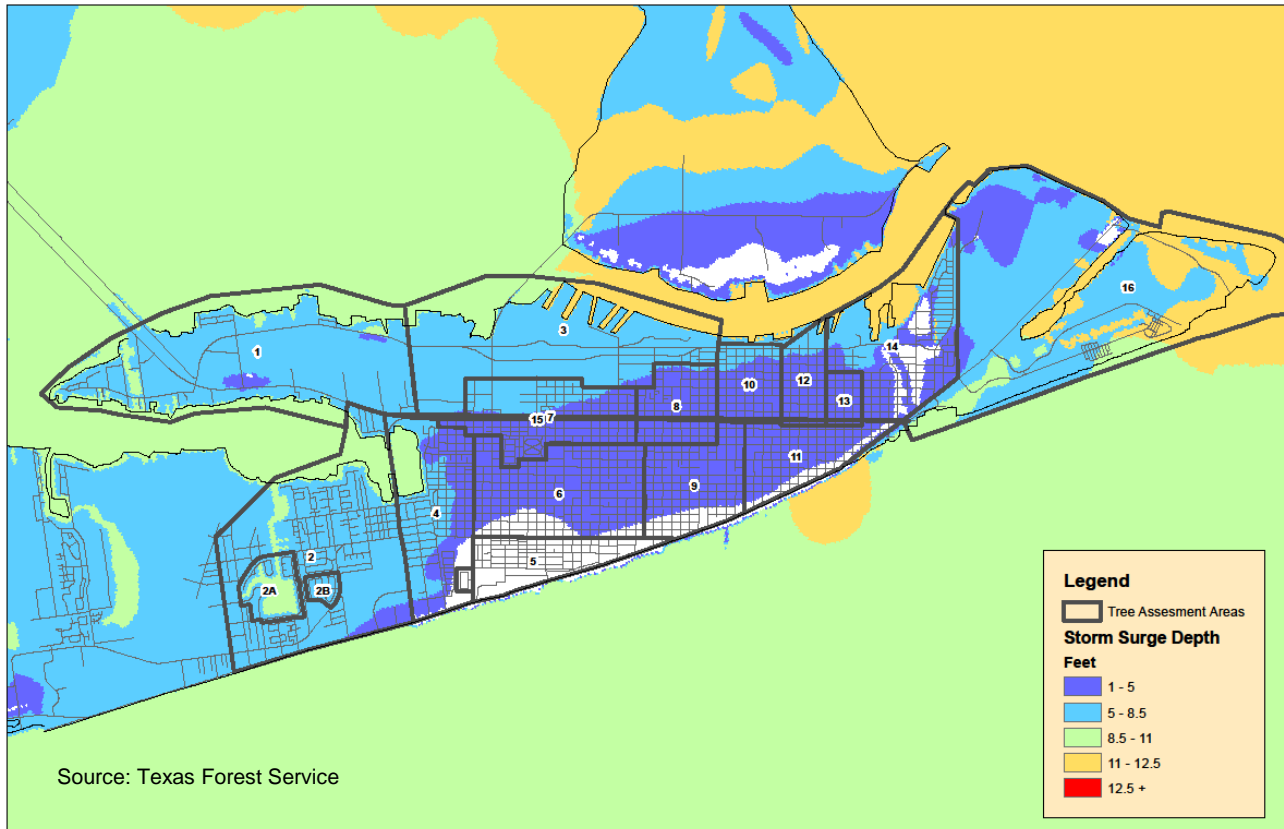 16
3
1
14
10
12
13
8
15 7
11
6
9
4
5
2
2A
2B
Legend
Tree Assesment Areas
Storm Surge Depth
Feet
1 - 5
5 - 8.5
8.5 - 11
11 - 12.5
12.5 +
Source: Texas Forest Service